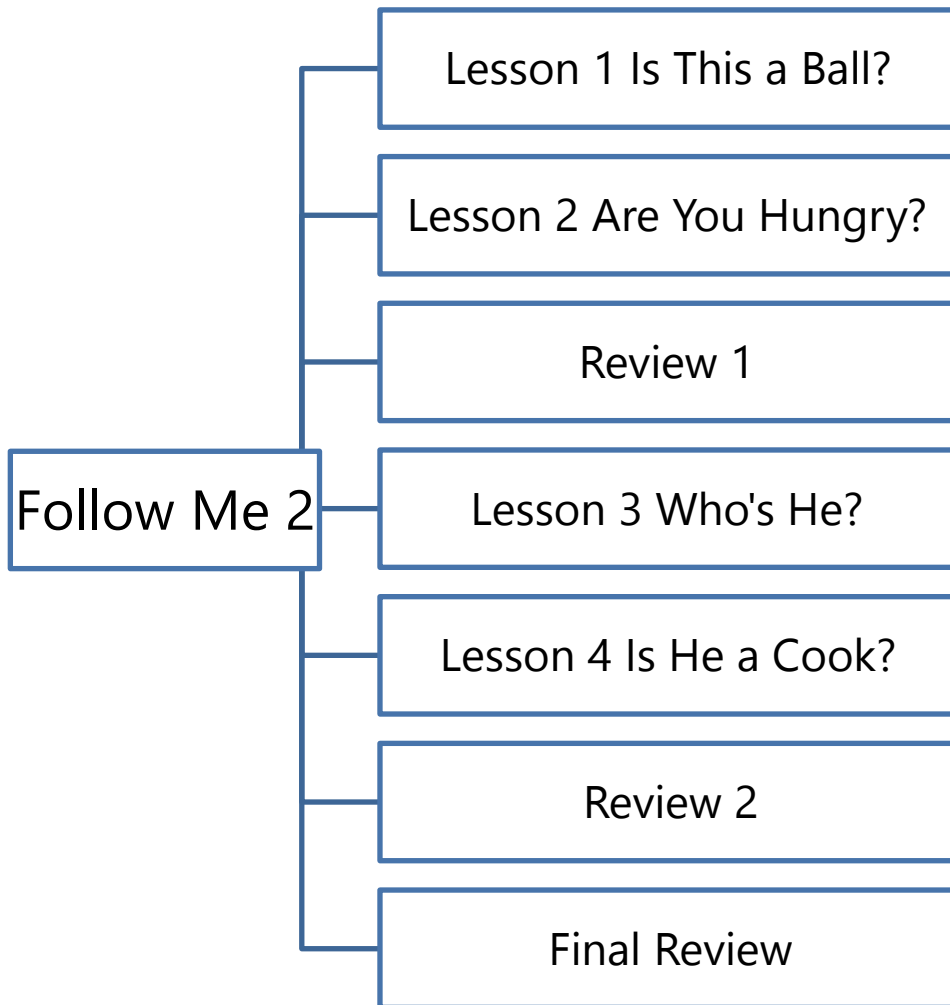 Lesson 1 Is This a Ball?
Lesson 2 Are You Hungry?
Review 1
Follow Me 2
Lesson 3 Who's He?
Lesson 4 Is He a Cook?
Review 2
Final Review